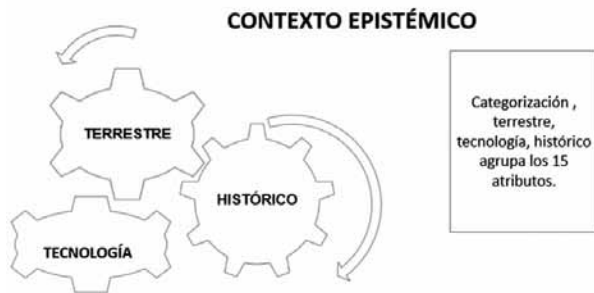 CONTEXTO EPISTÉMICO
TERRESTRE
HISTÓRICO
TECNOLOGÍA
Categorización ,
terrestre,
tecnología, histórico
agrupa los 15
atributos.